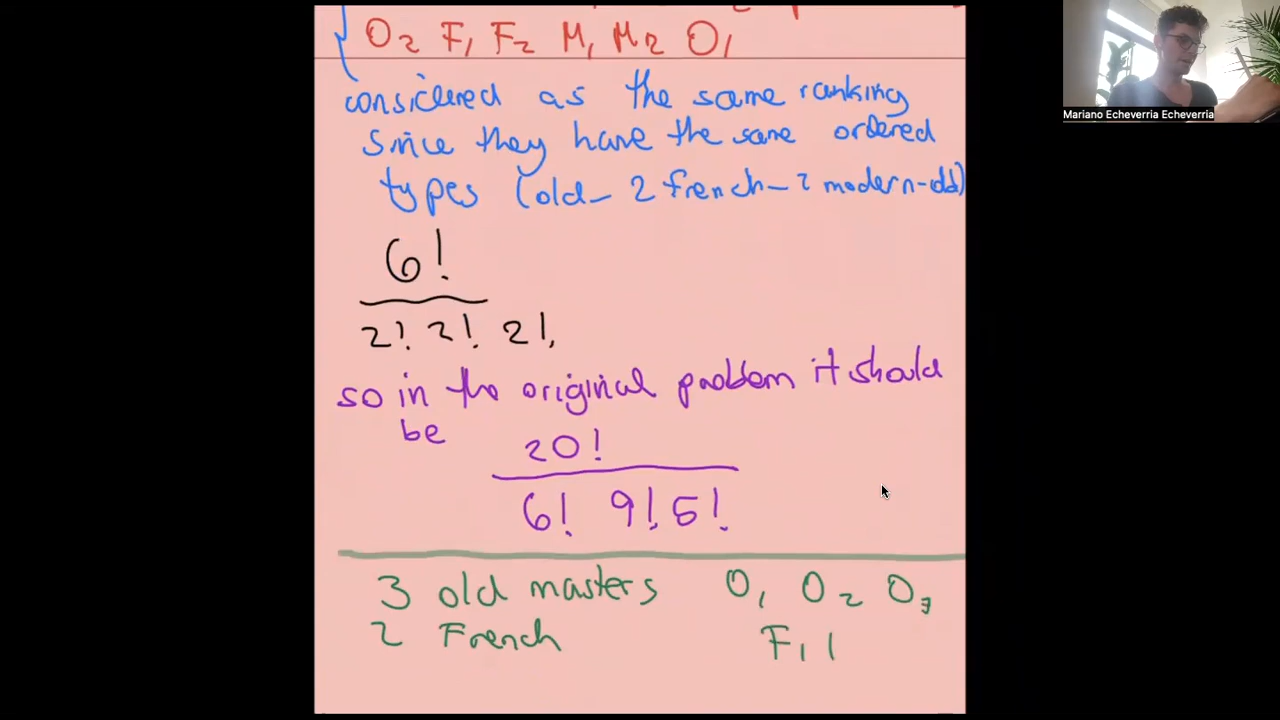 O2 F1 F2 M1 M2 O1
considered as the same ranking
Since they have the same ordered
types (old- 2 french- 2 modern-old)
6!
2! 2! 2!,
so in the original problem it should
be
20!
6! 9! 5!
3 old masters O1 O2 O3
2 French F1
Mariano Echeverria Echeverria